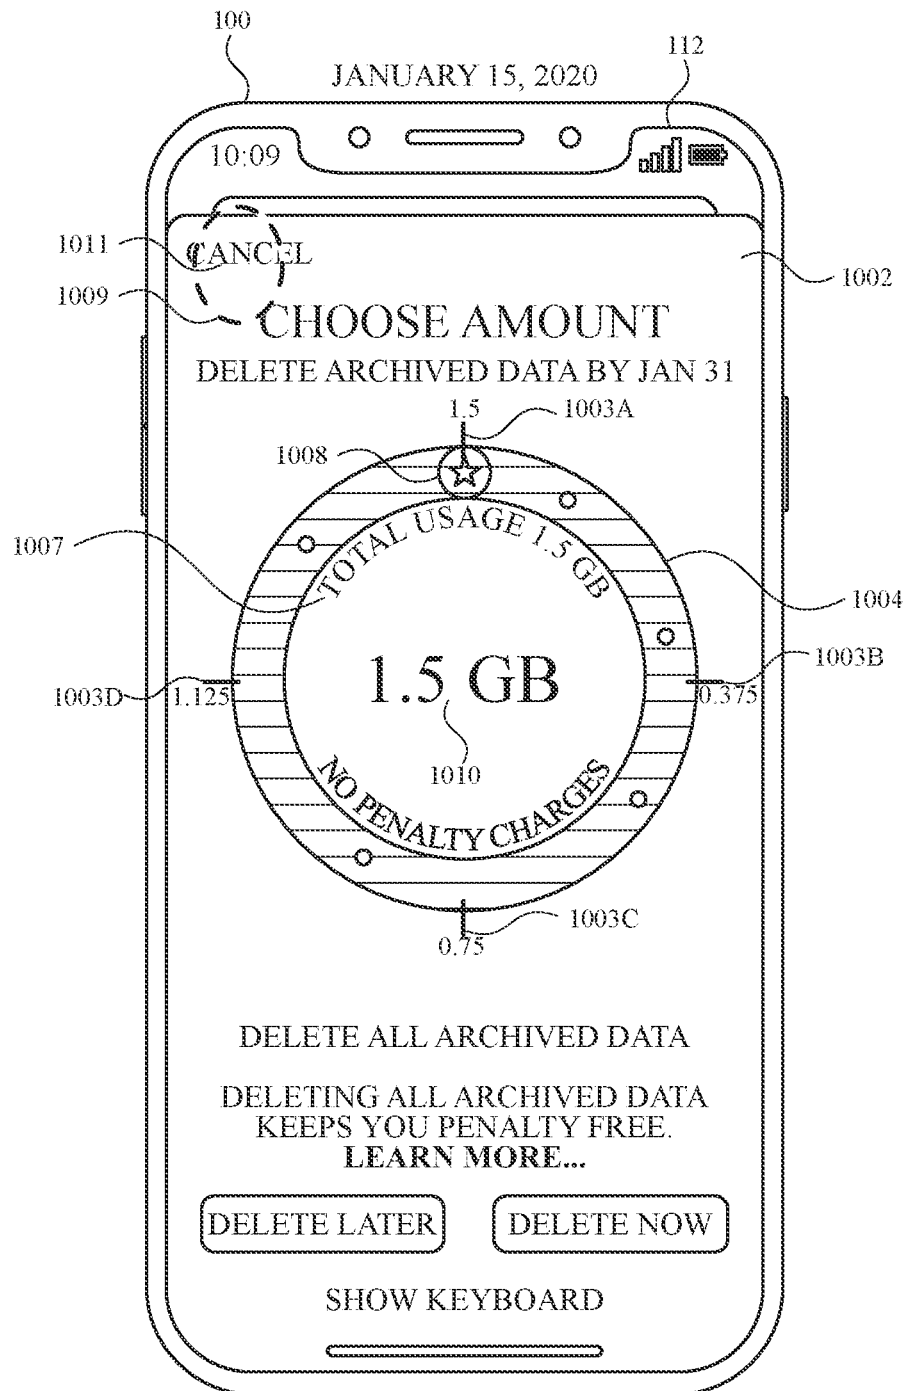 100
112
JANUARY 15, 2020
10:09
1011
CANCEL
1002
1009
CHOOSE AMOUNT
DELETE ARCHIVED DATA BY JAN 31
1.5
1003A
1008
1007
TOTAL USAGE 1.5 GB
1004
1003B
1003D
1.125
1.5 GB
0.375
1010
NO PENALTY CHARGES
1003C
0.75
DELETE ALL ARCHIVED DATA
DELETING ALL ARCHIVED DATA
KEEPS YOU PENALTY FREE.
LEARN MORE...
DELETE LATER
DELETE NOW
SHOW KEYBOARD